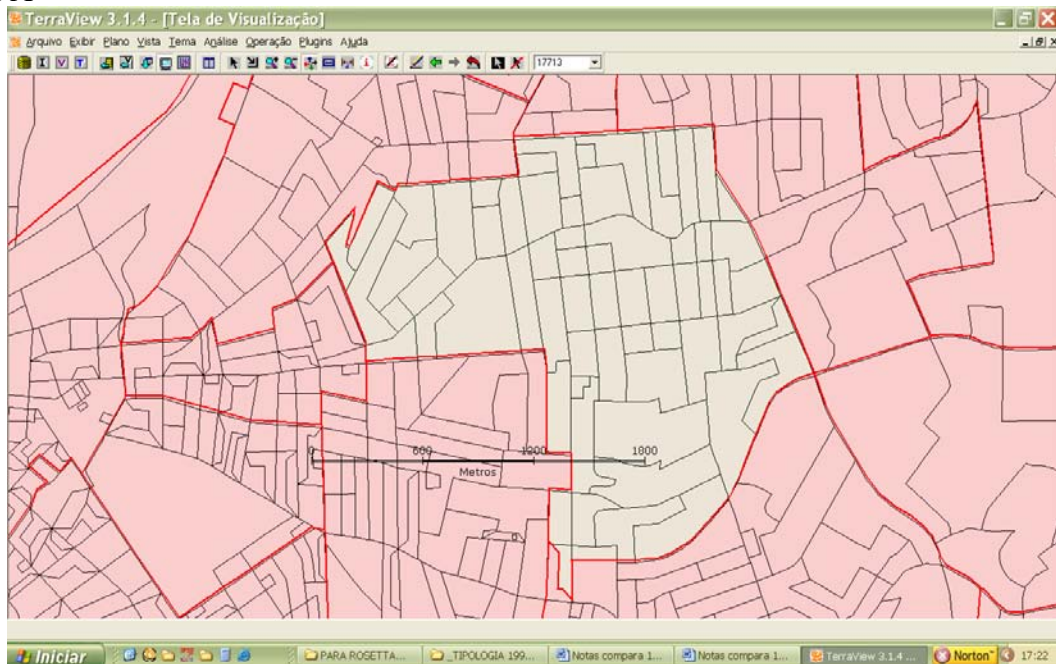 TerraView 3.1.4 - [Tela de Visualização]
Arquivo Exibir Plano Vista Tema Análise Operação Plugins Ajuda
17713
0 600 1200 1800
Metros
Iniciar PARA ROSETTA... _TIPOLOGIA 199... Notas compara 1... Notas compara 1... TerraView 3.1.4 ... Norton™ 17:22